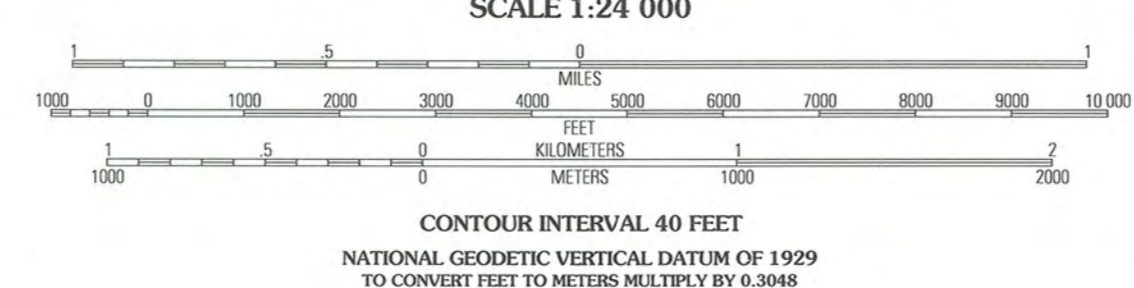 SCALE 1:24 000
1 .5 0 1
MILES
1000 0 1000 2000 3000 4000 5000 6000 7000 8000 9000 10 000
FEET
1 .5 0 KILOMETERS 1 2
1000 0 METERS 1000 2000
CONTOUR INTERVAL 40 FEET
NATIONAL GEODETIC VERTICAL DATUM OF 1929
TO CONVERT FEET TO METERS MULTIPLY BY 0.3048